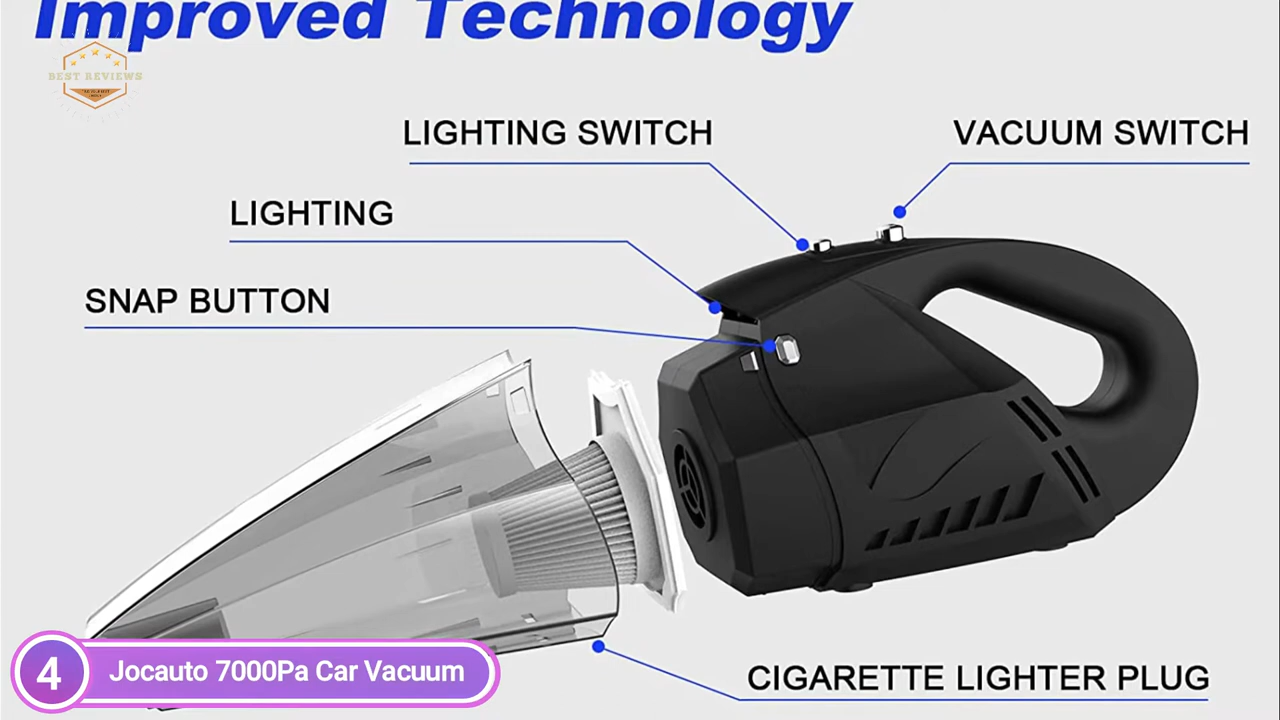 Improved Technology
BEST REVIEWS
LIGHTING SWITCH
VACUUM SWITCH
LIGHTING
SNAP BUTTON
CIGARETTE LIGHTER PLUG
4
Jocauto 7000Pa Car Vacuum